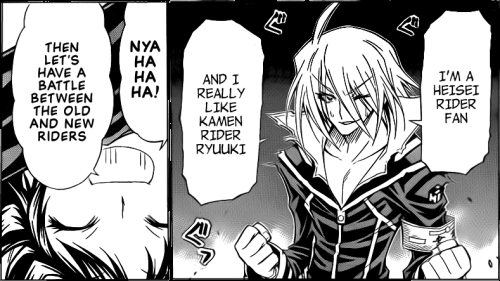 I'M A
HEISEI
RIDER
FAN
AND I
REALLY
LIKE
KAMEN
RIDER
RYUUKI
NYA
HA
HA
HA!
THEN
LET'S
HAVE A
BATTLE
BETWEEN
THE OLD
AND NEW
RIDERS